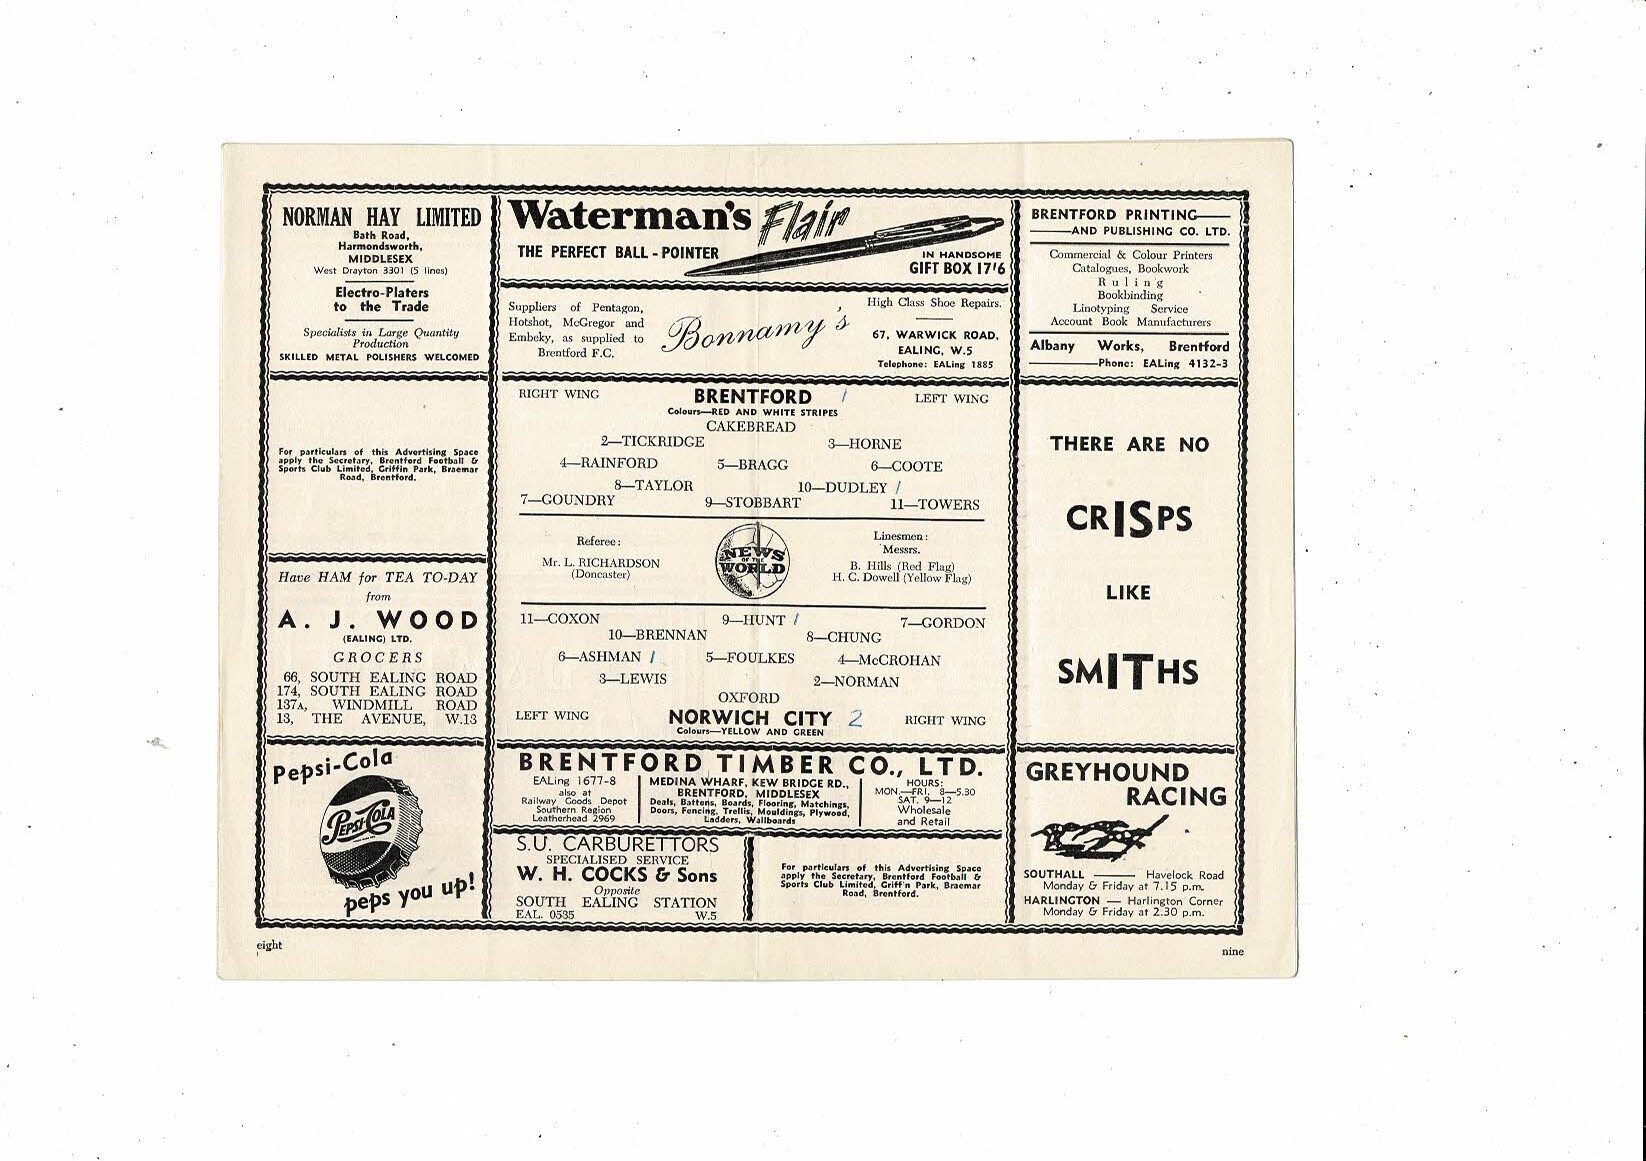 NORMAN HAY LIMITED
Bath Road,
Harmondsworth,
MIDDLESEX
West Drayton 3301 (5 lines)
Electro-Platers
to the Trade
Specialists in Large Quantity
Production
SKILLED METAL POLISHERS WELCOMED
For particulars of this Advertising Space
apply the Secretary, Brentford Football &
Sports Club Limited, Griffin Park, Braemar
Road, Brentford.
Have HAM for TEA TO-DAY
from
A. J. WOOD
(EALING) LTD.
GROCERS
66, SOUTH EALING ROAD
174, SOUTH EALING ROAD
137A, WINDMILL ROAD
13, THE AVENUE, W.13
Pepsi-Cola
PEPSI-COLA
peps you up!
Waterman's Flair
THE PERFECT BALL-POINTER
IN HANDSOME
GIFT BOX 17'6
Suppliers of Pentagon,
Hotshot, McGregor and
Embeky, as supplied to
Brentford F.C.
Bonnamy's
High Class Shoe Repairs.
67, WARWICK ROAD,
EALING, W.5
Telephone: EALing 1885
RIGHT WING BRENTFORD / LEFT WING
Colours—RED AND WHITE STRIPES
CAKEBREAD
2—TICKRIDGE 3—HORNE
4—RAINFORD 5—BRAGG 6—COOTE
8—TAYLOR 10—DUDLEY /
7—GOUNDRY 9—STOBBART 11—TOWERS
Referee:
Mr. L. RICHARDSON
(Doncaster)
NEWS
OF THE
WORLD
Linesmen:
Messrs.
B. Hills (Red Flag)
H. C. Dowell (Yellow Flag)
11—COXON 9—HUNT / 7—GORDON
10—BRENNAN 8—CHUNG
6—ASHMAN / 5—FOULKES 4—McCROHAN
3—LEWIS 2—NORMAN
OXFORD
LEFT WING NORWICH CITY 2 RIGHT WING
Colours—YELLOW AND GREEN
BRENTFORD TIMBER CO., LTD.
EALing 1677-8
also at
Railway Goods Depot
Southern Region
Leatherhead 2969
MEDINA WHARF, KEW BRIDGE RD.,
BRENTFORD, MIDDLESEX
Deals, Battens, Boards, Flooring, Matchings,
Doors, Fencing, Trellis, Mouldings, Plywood,
Ladders, Wallboards
HOURS:
MON.—FRI. 8—5.30
SAT. 9—12
Wholesale
and Retail
S.U. CARBURETTORS
SPECIALISED SERVICE
W. H. COCKS & Sons
Opposite
SOUTH EALING STATION
EAL. 0535 W.5
For particulars of this Advertising Space
apply the Secretary, Brentford Football &
Sports Club Limited, Griff'n Park, Braemar
Road, Brentford.
BRENTFORD PRINTING
AND PUBLISHING CO. LTD.
Commercial & Colour Printers
Catalogues, Bookwork
Ruling
Bookbinding
Linotyping Service
Account Book Manufacturers
Albany Works, Brentford
Phone: EALing 4132-3
THERE ARE NO
CRISPS
LIKE
SMITHS
GREYHOUND
RACING
SOUTHALL — Havelock Road
Monday & Friday at 7.15 p.m.
HARLINGTON — Harlington Corner
Monday & Friday at 2.30 p.m.
eight
nine